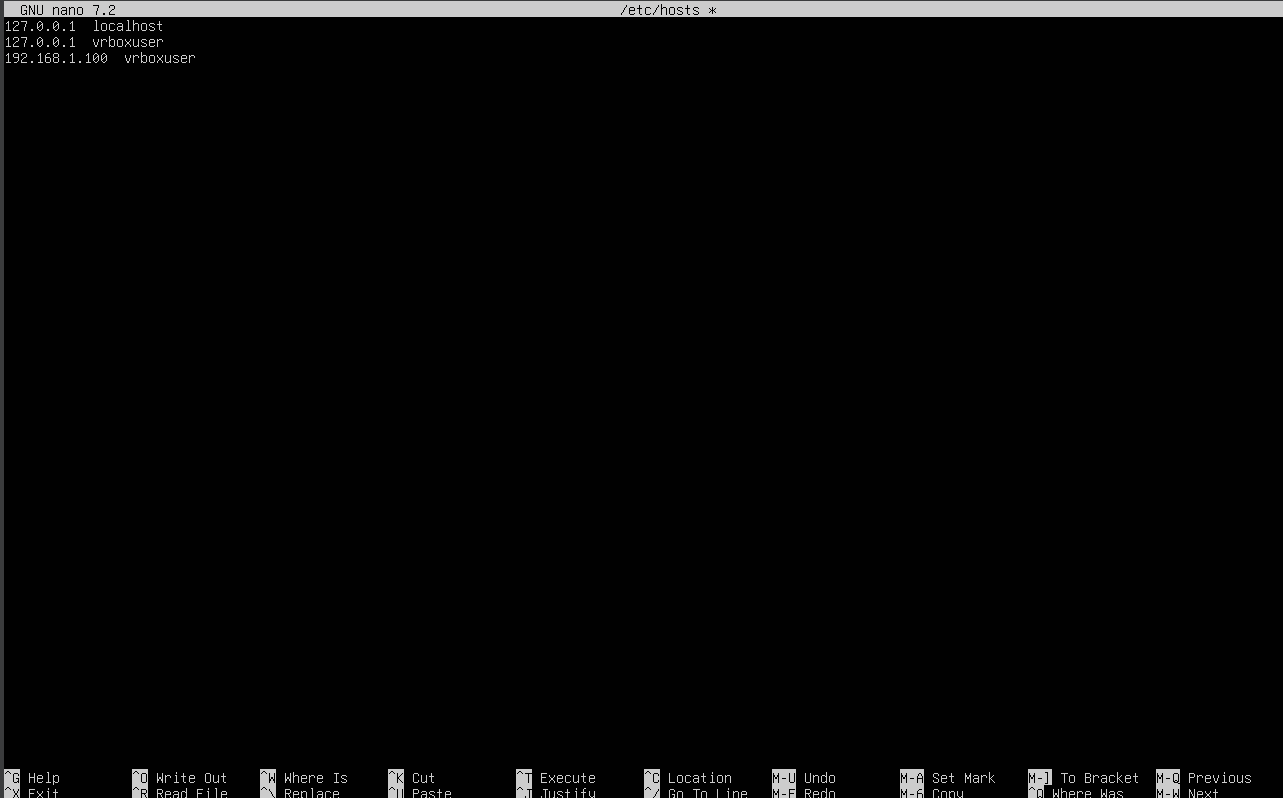 GNU nano 7.2 /etc/hosts *
127.0.0.1 localhost
127.0.0.1 vrboxuser
192.168.1.100 vrboxuser
^G Help ^O Write Out ^W Where Is ^K Cut ^T Execute ^C Location M-U Undo M-A Set Mark M-] To Bracket M-Q Previous
^X Exit ^R Read File ^\ Replace ^U Paste ^J Justify ^/ Go To Line M-E Redo M-6 Copy ^Q Where Was M-W Next